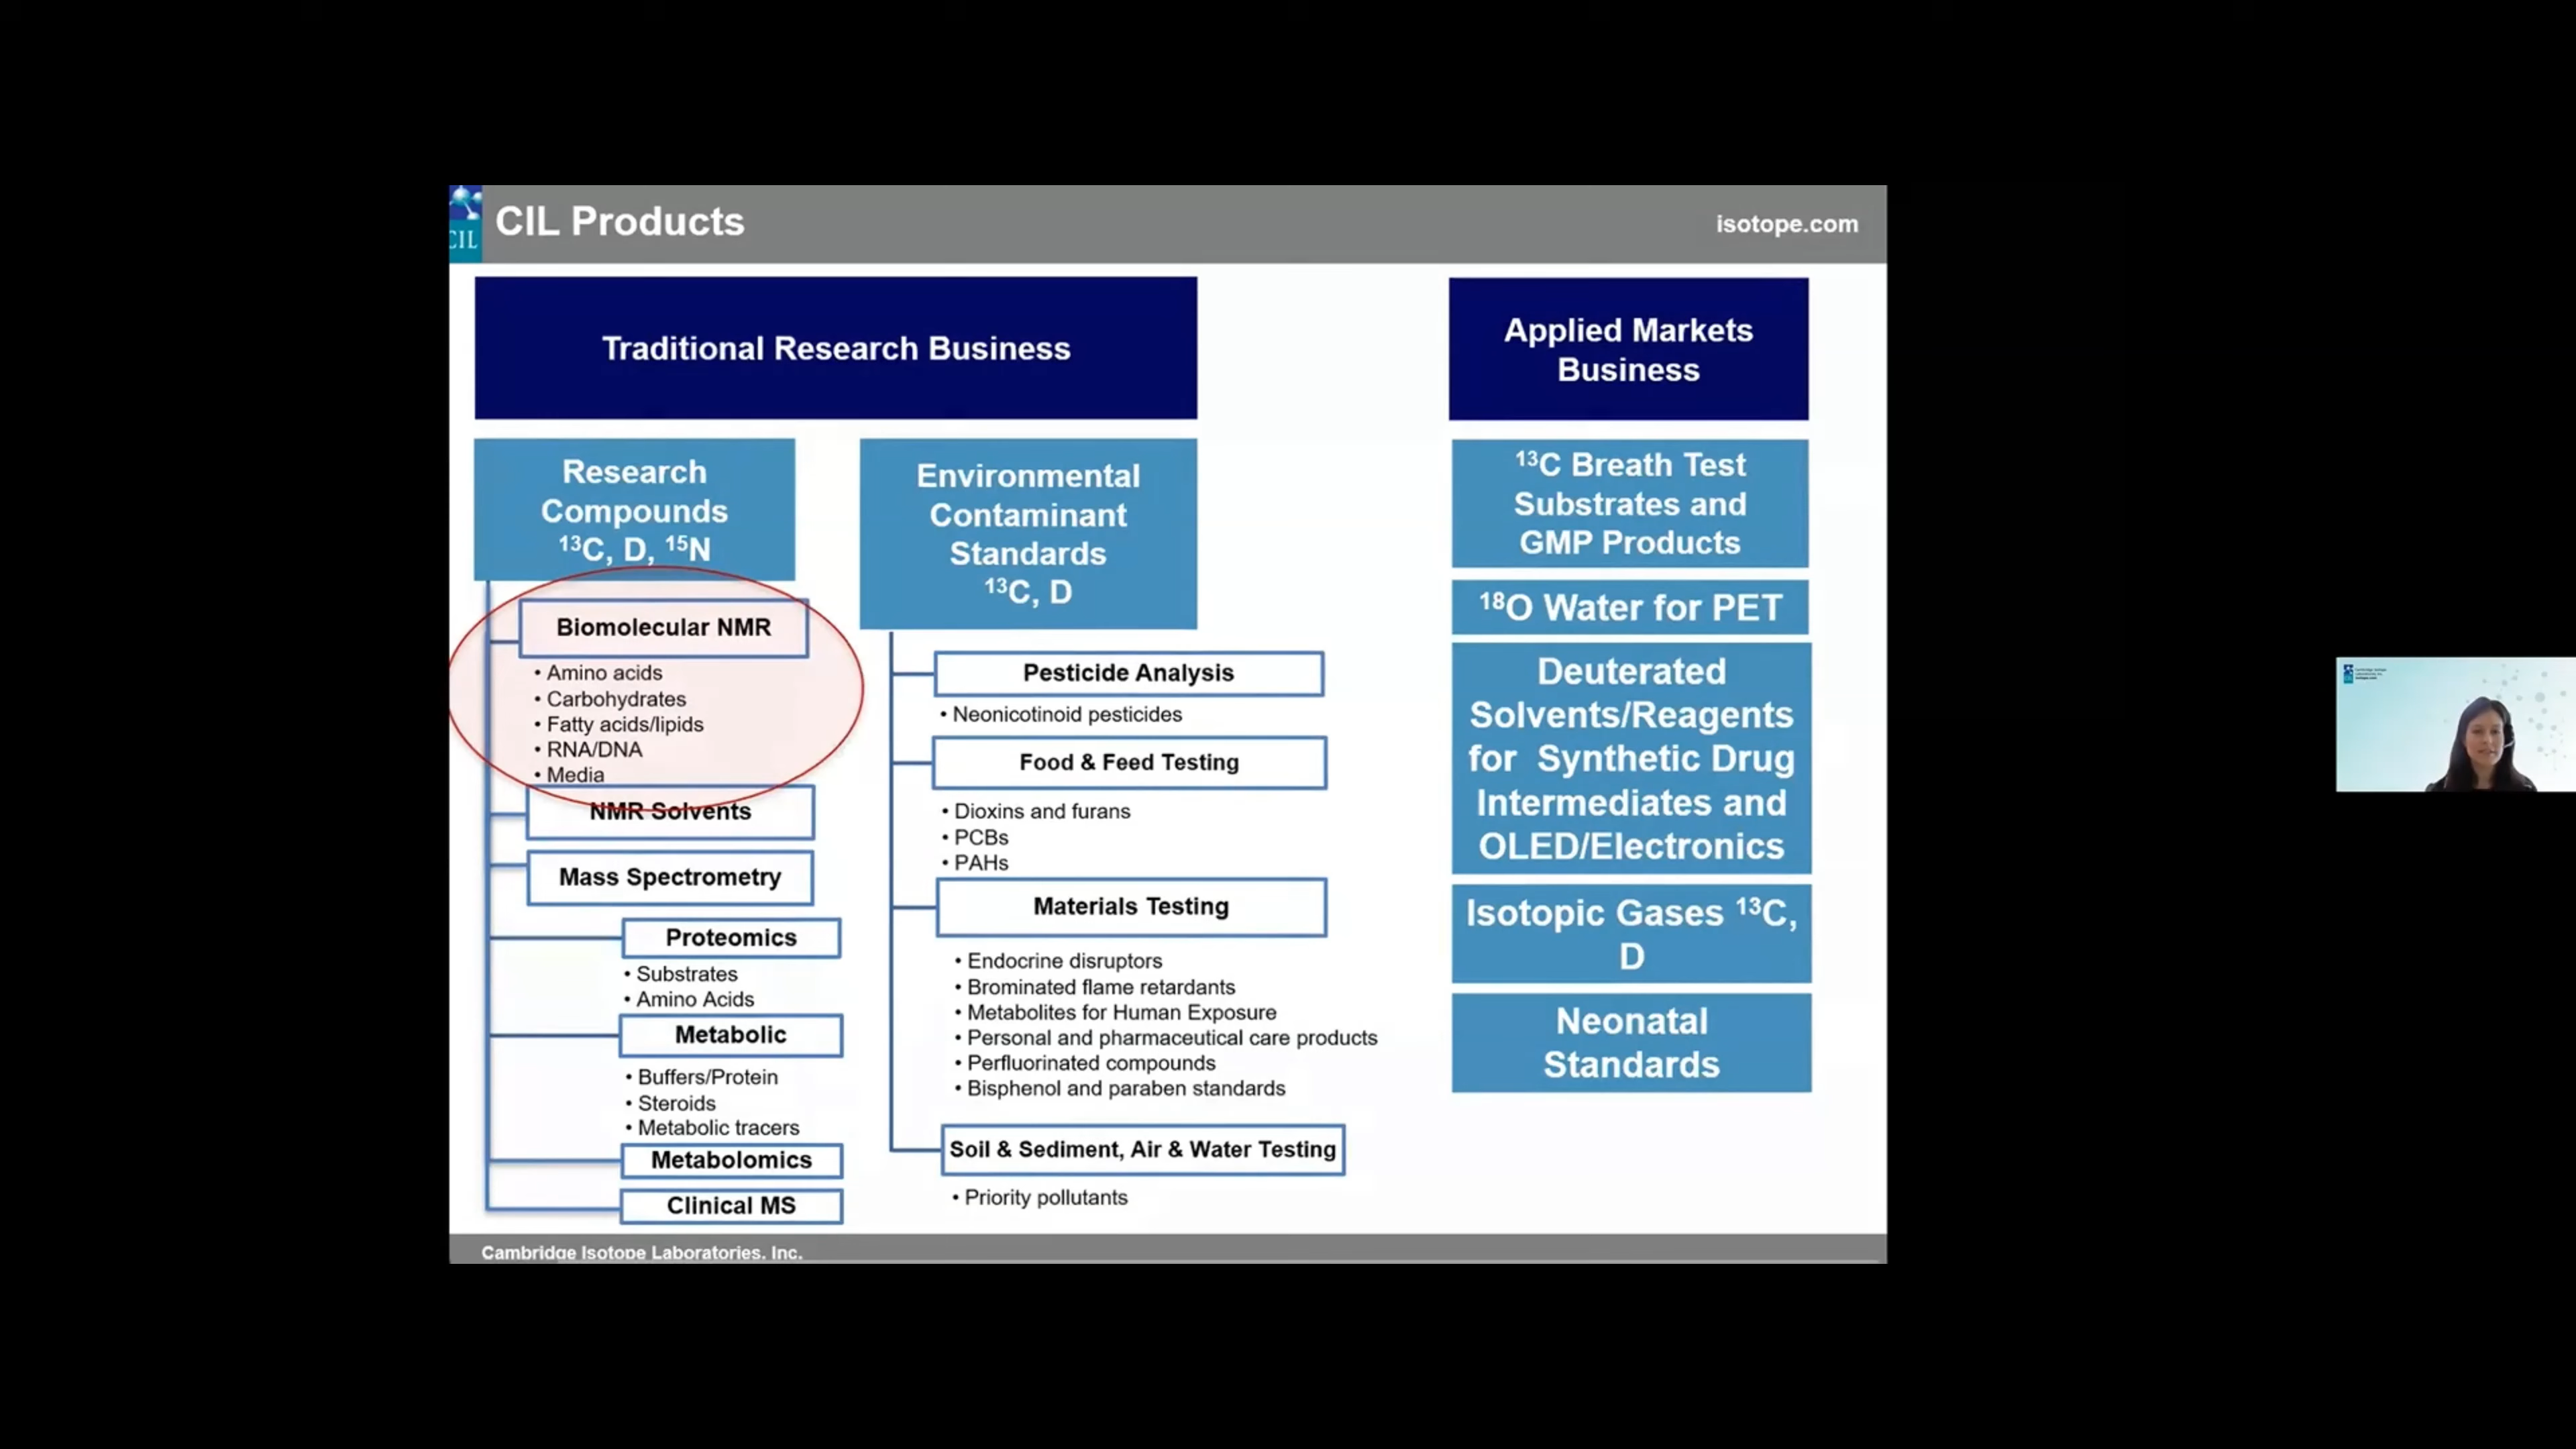 CIL
CIL Products
isotope.com
Traditional Research Business
Research
Compounds
¹³C, D, ¹⁵N
Biomolecular NMR
• Amino acids
• Carbohydrates
• Fatty acids/lipids
• RNA/DNA
• Media
NMR Solvents
Mass Spectrometry
Proteomics
• Substrates
• Amino Acids
Metabolic
• Buffers/Protein
• Steroids
• Metabolic tracers
Metabolomics
Clinical MS
Environmental
Contaminant
Standards
¹³C, D
Pesticide Analysis
• Neonicotinoid pesticides
Food & Feed Testing
• Dioxins and furans
• PCBs
• PAHs
Materials Testing
• Endocrine disruptors
• Brominated flame retardants
• Metabolites for Human Exposure
• Personal and pharmaceutical care products
• Perfluorinated compounds
• Bisphenol and paraben standards
Soil & Sediment, Air & Water Testing
• Priority pollutants
Applied Markets
Business
¹³C Breath Test
Substrates and
GMP Products
¹⁸O Water for PET
Deuterated
Solvents/Reagents
for Synthetic Drug
Intermediates and
OLED/Electronics
Isotopic Gases ¹³C,
D
Neonatal
Standards
Cambridge Isotope Laboratories, Inc.